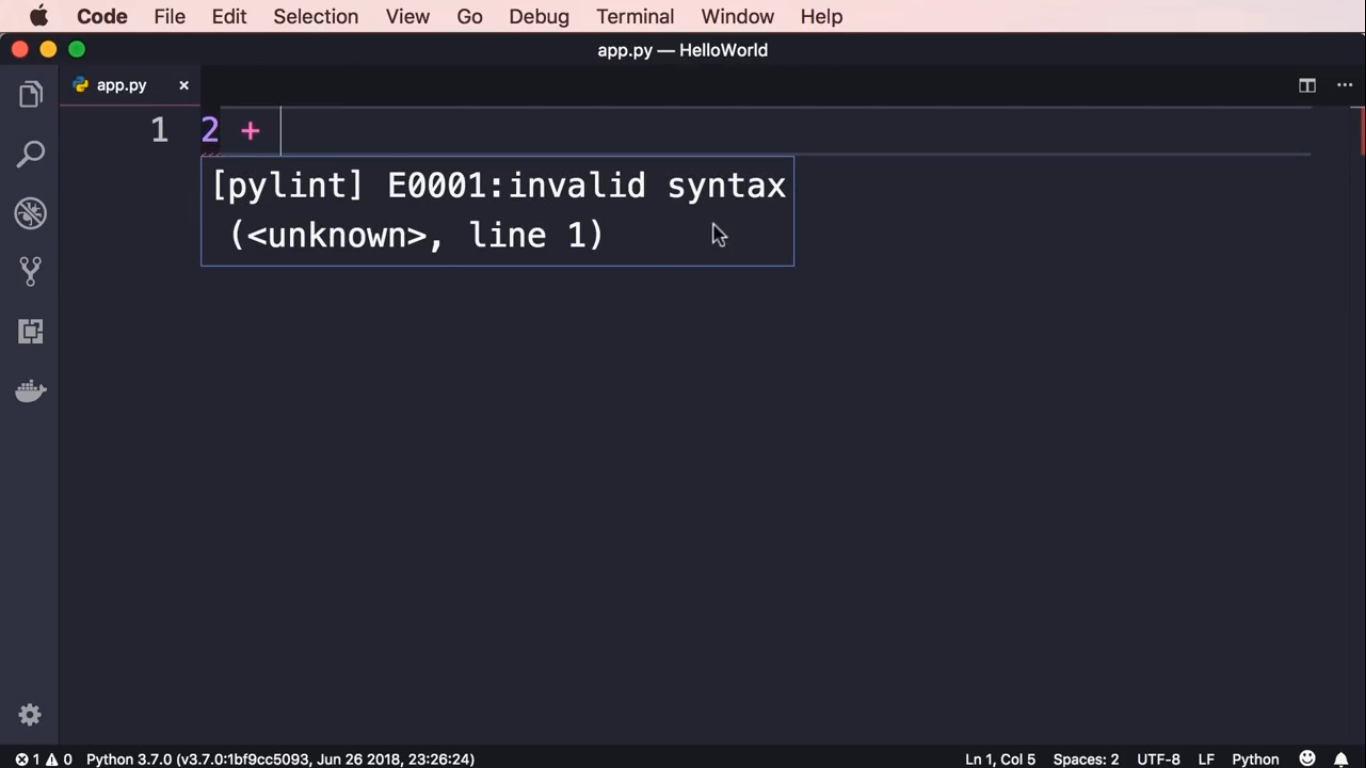 Code File Edit Selection View Go Debug Terminal Window Help
app.py — HelloWorld
app.py ×
1 2 +
[pylint] E0001:invalid syntax
(<unknown>, line 1)
1 0 Python 3.7.0 (v3.7.0:1bf9cc5093, Jun 26 2018, 23:26:24) Ln 1, Col 5 Spaces: 2 UTF-8 LF Python